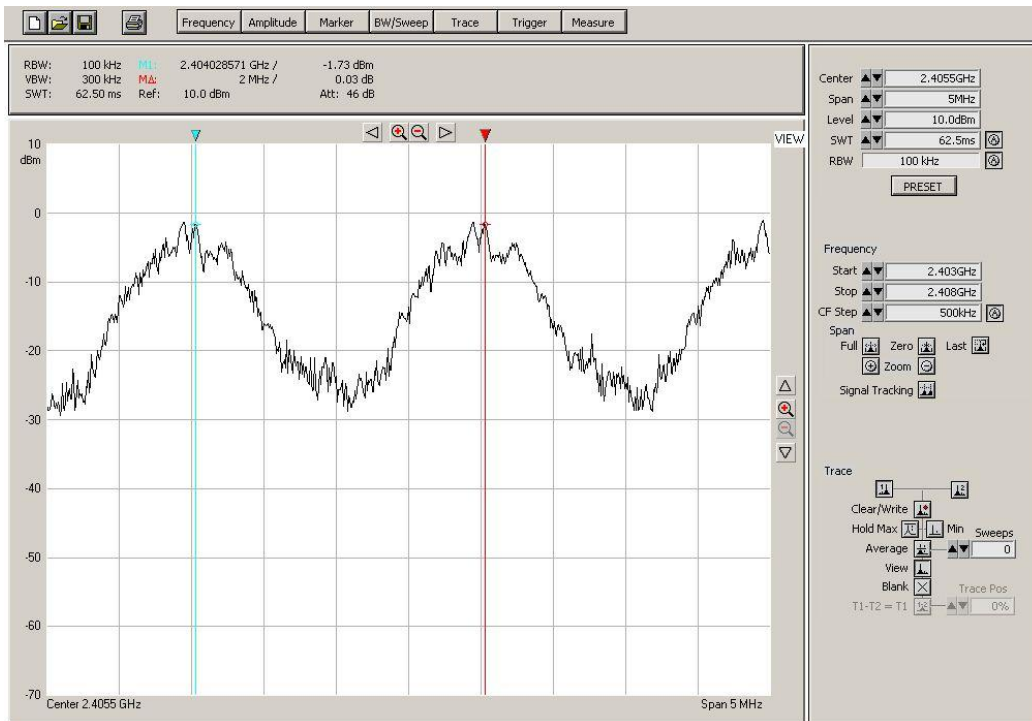 Frequency Amplitude Marker BW/Sweep Trace Trigger Measure
RBW: 100 kHz M1: 2.404028571 GHz / -1.73 dBm
VBW: 300 kHz MΔ: 2 MHz / 0.03 dB
SWT: 62.50 ms Ref: 10.0 dBm Att: 46 dB
VIEW
10
dBm
0
-10
-20
-30
-40
-50
-60
-70
Center 2.4055 GHz Span 5 MHz
Center 2.4055GHz
Span 5MHz
Level 10.0dBm
SWT 62.5ms
RBW 100 kHz
PRESET
Frequency
Start 2.403GHz
Stop 2.408GHz
CF Step 500kHz
Span
Full Zero Last
Zoom
Signal Tracking
Trace
1 2
Clear/Write
Hold Max Min Sweeps
Average 0
View
Blank Trace Pos
T1-T2 = T1 0%